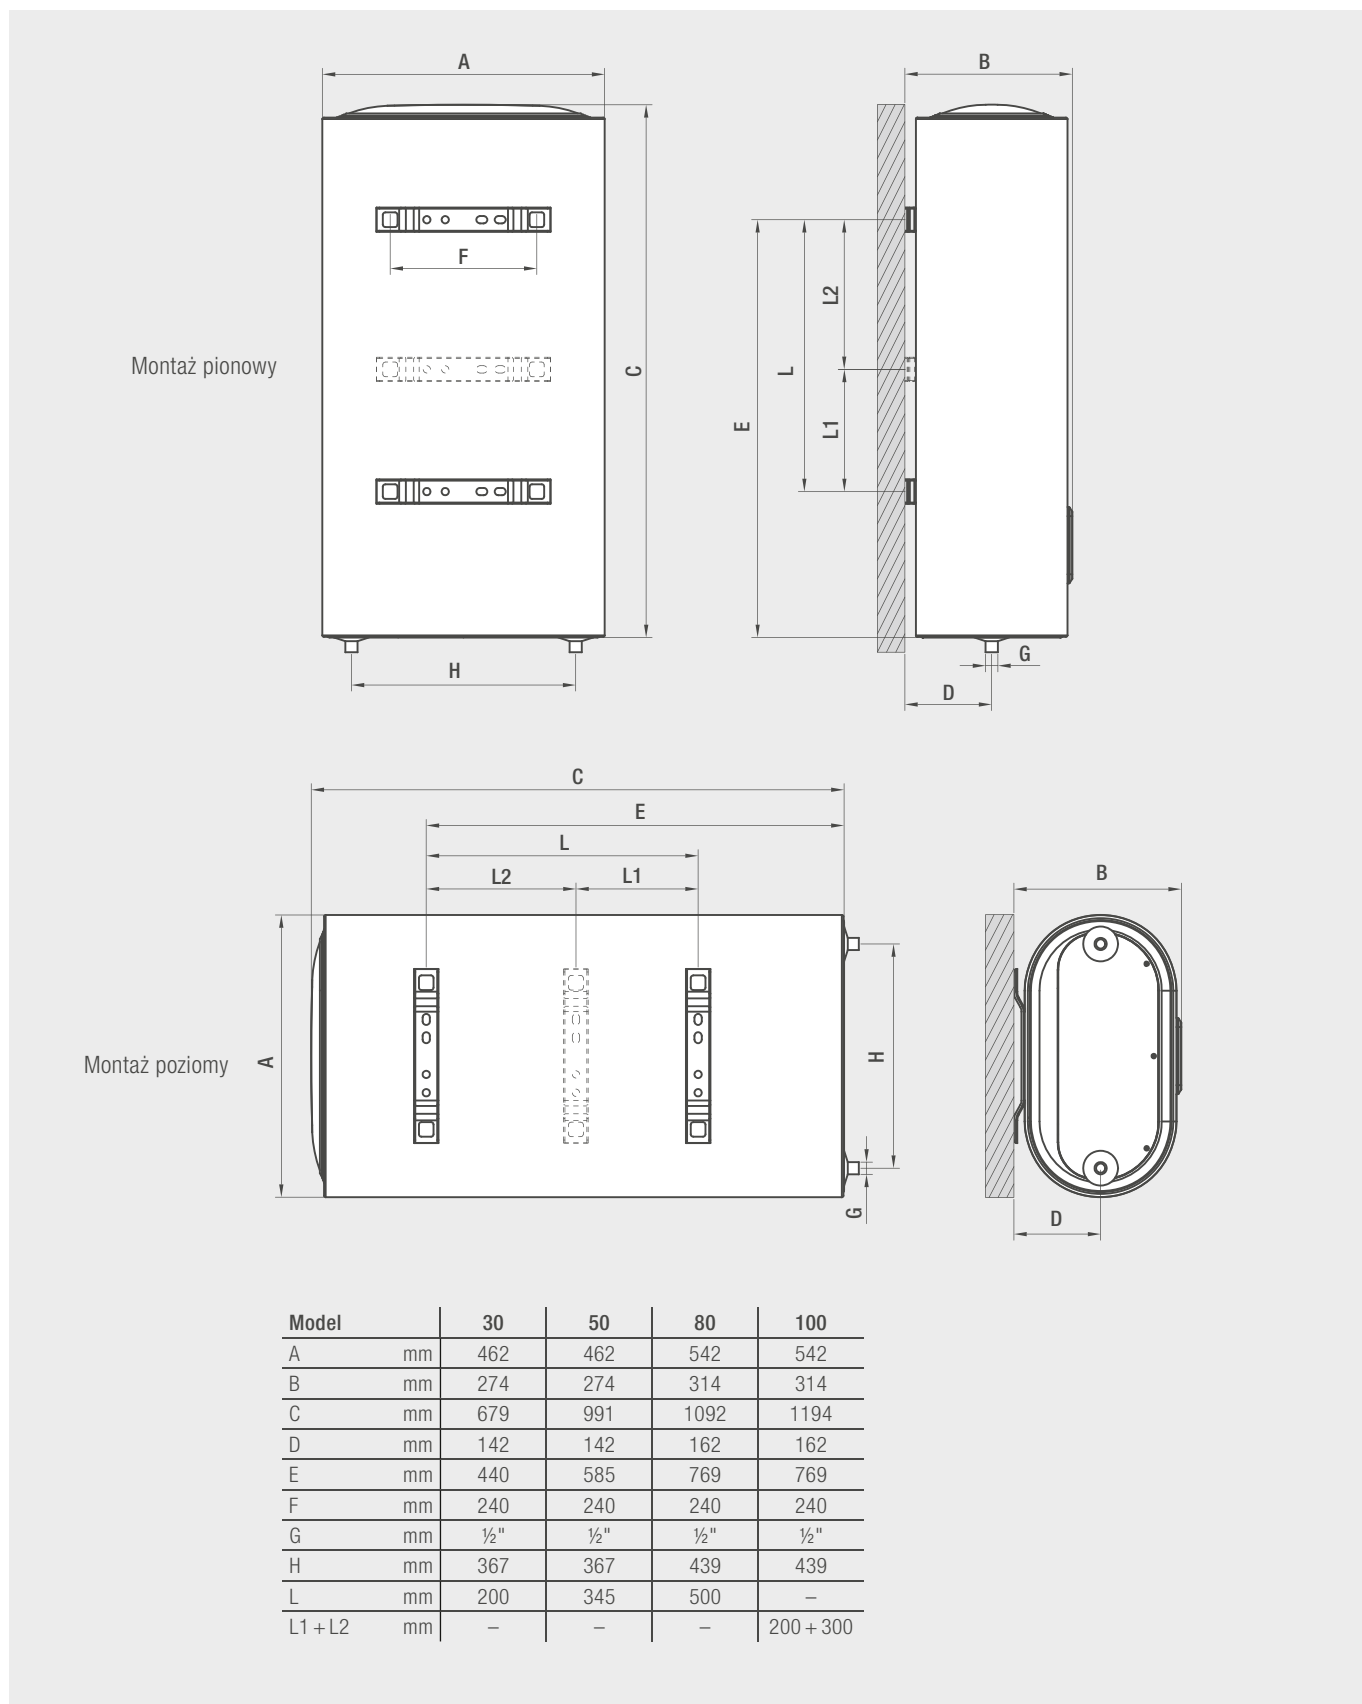 A
B
F
L2
Montaż pionowy
C
L
E
L1
H
G
D
C
E
L
L2
L1
B
Montaż poziomy
A
H
G
D
Model 30 50 80 100
A mm 462 462 542 542
B mm 274 274 314 314
C mm 679 991 1092 1194
D mm 142 142 162 162
E mm 440 585 769 769
F mm 240 240 240 240
G mm ½" ½" ½" ½"
H mm 367 367 439 439
L mm 200 345 500 –
L1 + L2 mm – – – 200 + 300